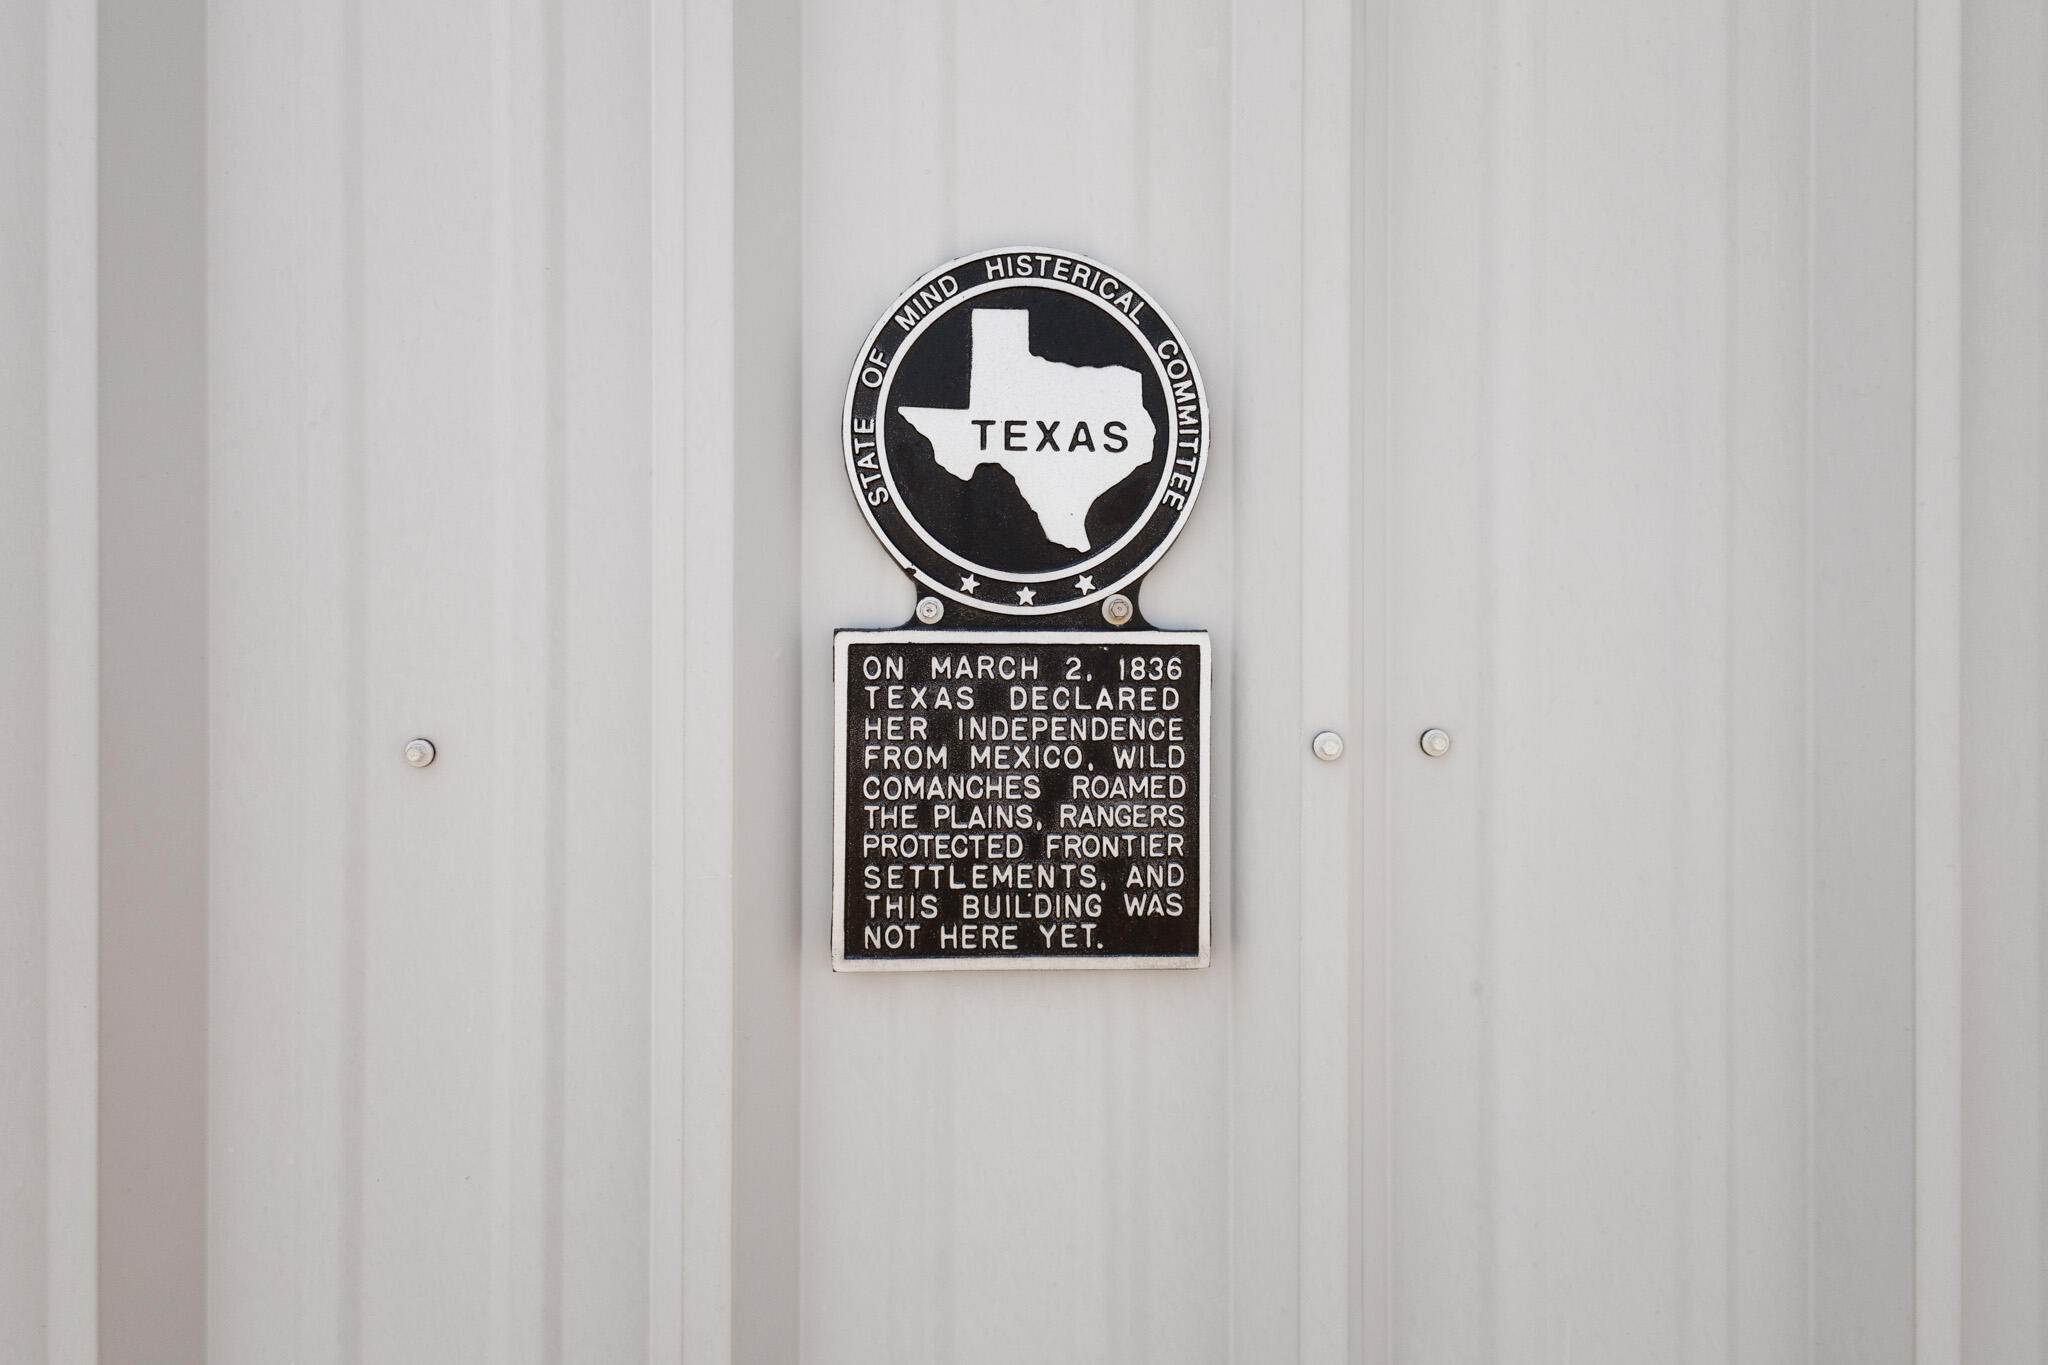 STATE OF MIND HISTERICAL COMMITTEE
TEXAS
ON MARCH 2, 1836
TEXAS DECLARED
HER INDEPENDENCE
FROM MEXICO, WILD
COMANCHES ROAMED
THE PLAINS, RANGERS
PROTECTED FRONTIER
SETTLEMENTS, AND
THIS BUILDING WAS
NOT HERE YET.